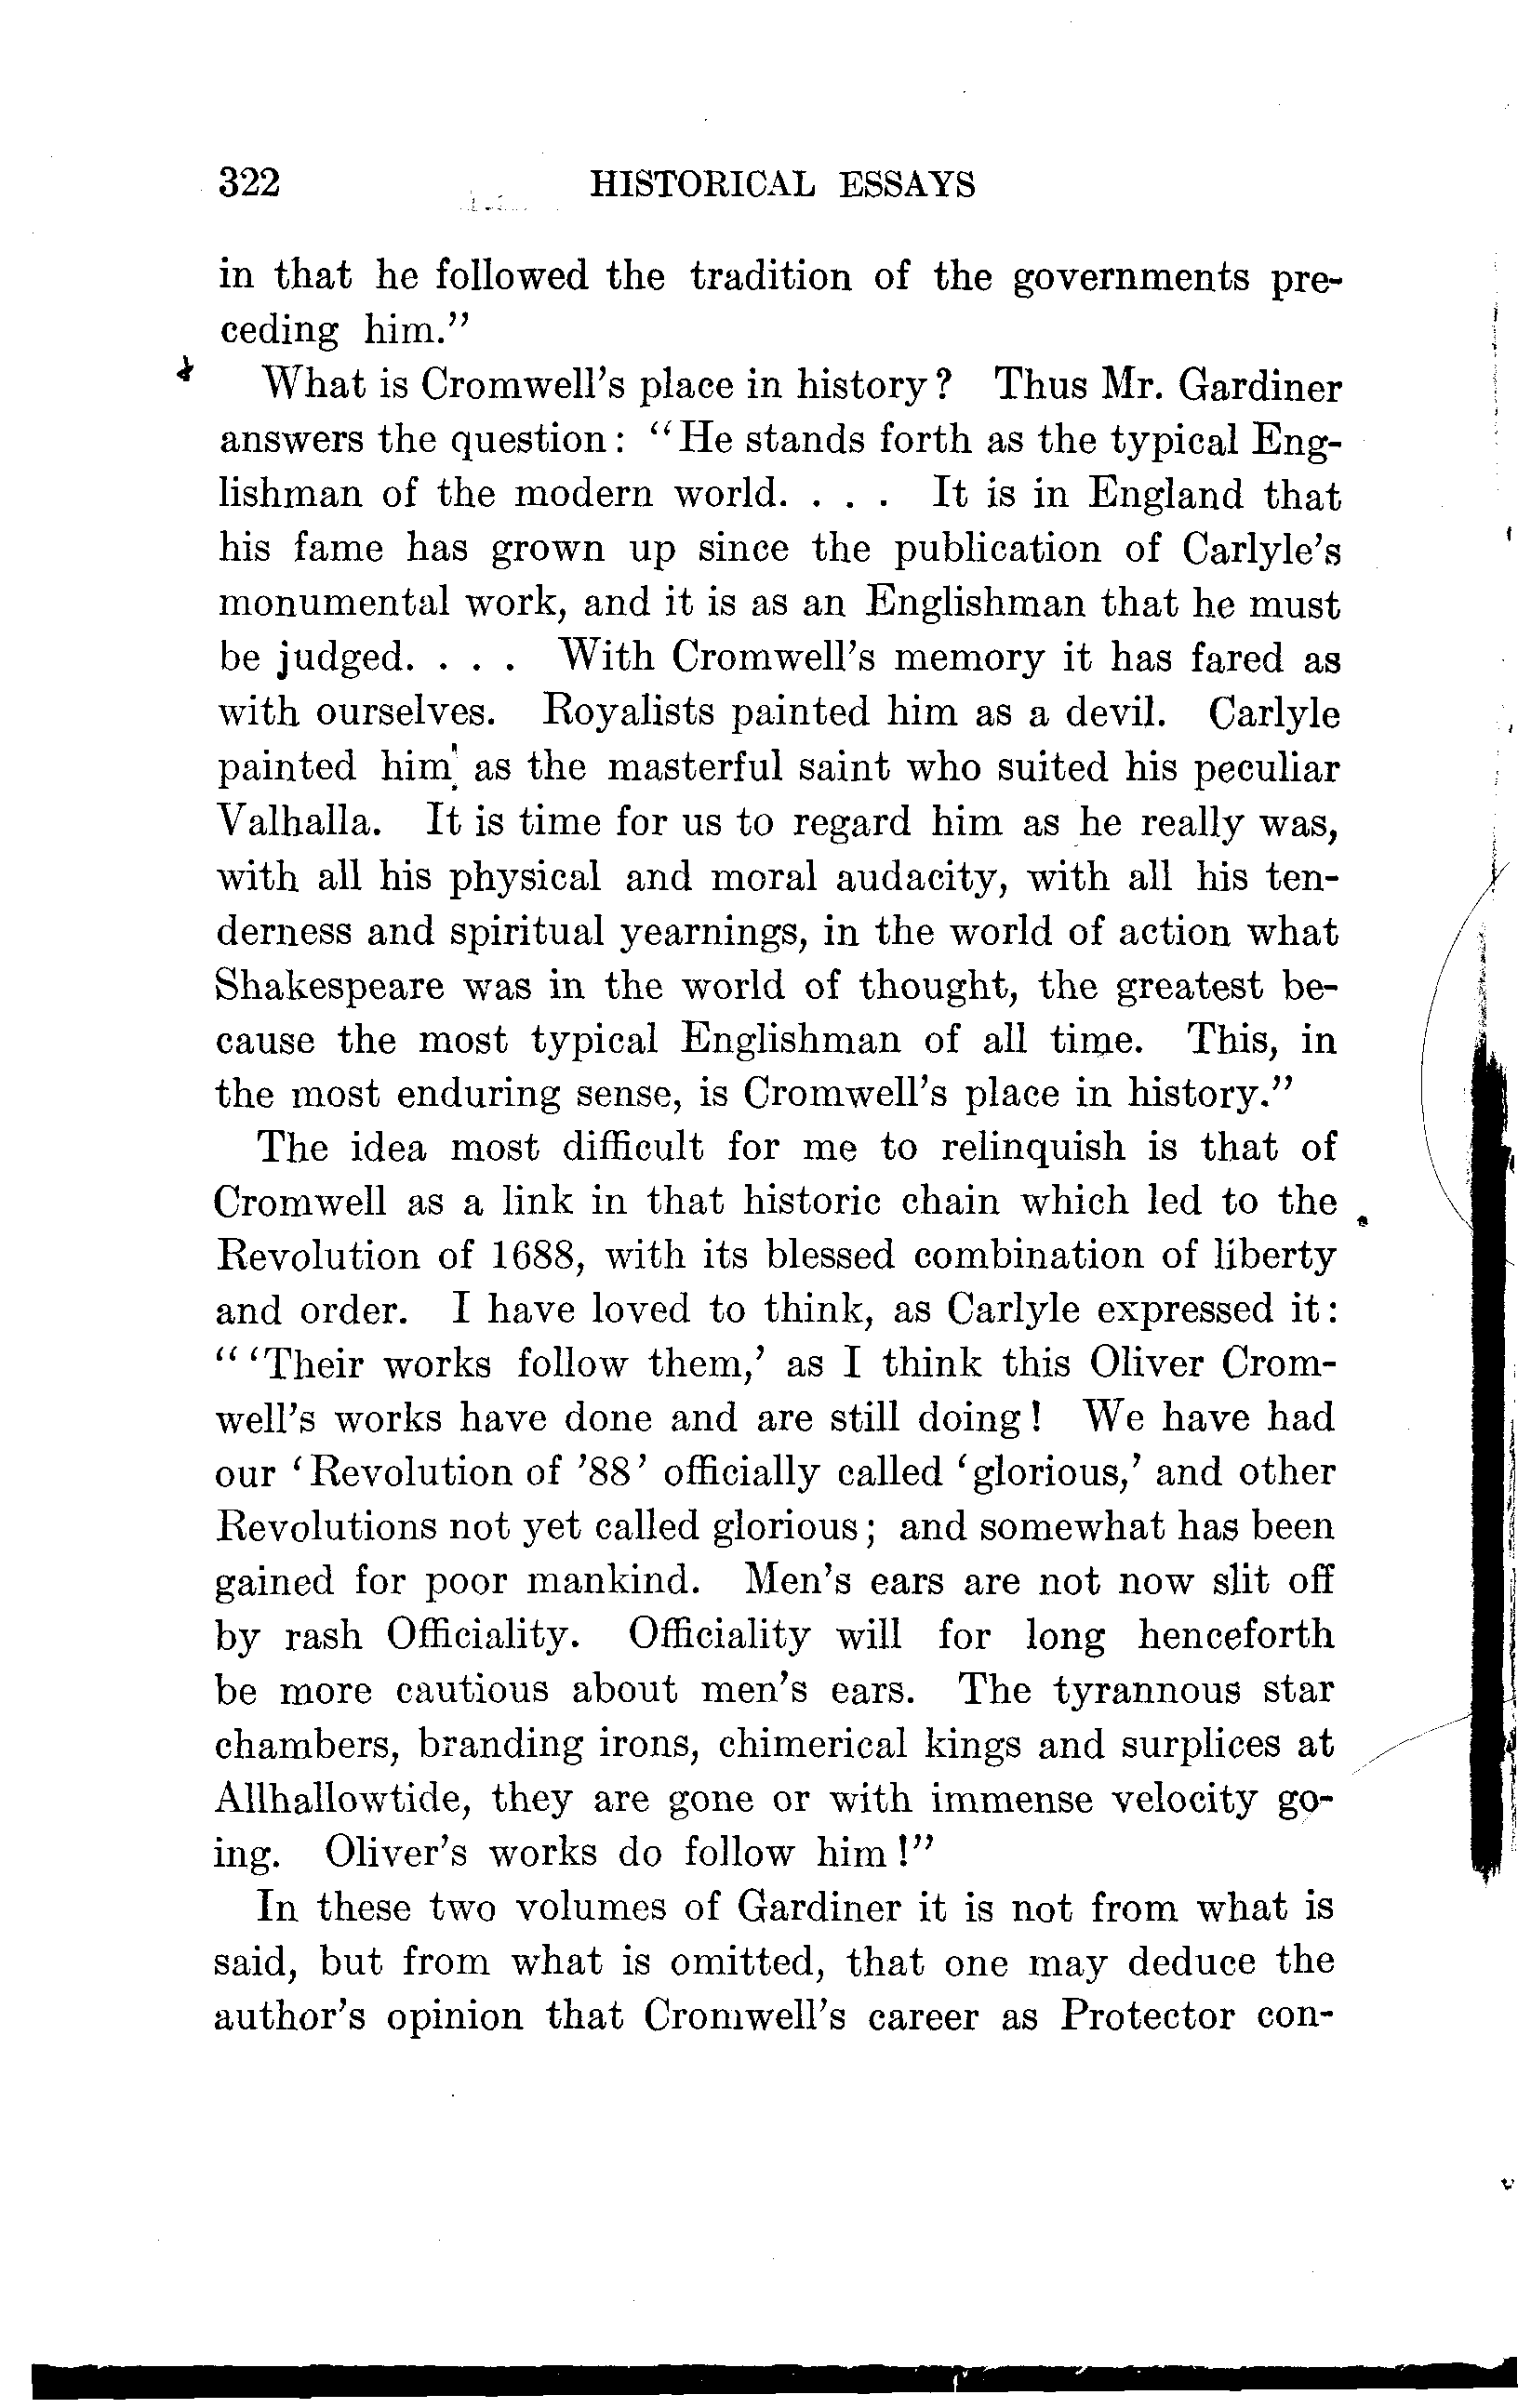 322 HISTORICAL ESSAYS
in that he followed the tradition of the governments pre-
ceding him."
What is Cromwell's place in history? Thus Mr. Gardiner
answers the question: "He stands forth as the typical Eng-
lishman of the modern world. . . . It is in England that
his fame has grown up since the publication of Carlyle's
monumental work, and it is as an Englishman that he must
be judged. . . . With Cromwell's memory it has fared as
with ourselves. Royalists painted him as a devil. Carlyle
painted him as the masterful saint who suited his peculiar
Valhalla. It is time for us to regard him as he really was,
with all his physical and moral audacity, with all his ten-
derness and spiritual yearnings, in the world of action what
Shakespeare was in the world of thought, the greatest be-
cause the most typical Englishman of all time. This, in
the most enduring sense, is Cromwell's place in history."
The idea most difficult for me to relinquish is that of
Cromwell as a link in that historic chain which led to the
Revolution of 1688, with its blessed combination of liberty
and order. I have loved to think, as Carlyle expressed it:
"'Their works follow them,' as I think this Oliver Crom-
well's works have done and are still doing! We have had
our 'Revolution of '88' officially called 'glorious,' and other
Revolutions not yet called glorious; and somewhat has been
gained for poor mankind. Men's ears are not now slit off
by rash Officiality. Officiality will for long henceforth
be more cautious about men's ears. The tyrannous star
chambers, branding irons, chimerical kings and surplices at
Allhallowtide, they are gone or with immense velocity go-
ing. Oliver's works do follow him!"
In these two volumes of Gardiner it is not from what is
said, but from what is omitted, that one may deduce the
author's opinion that Cromwell's career as Protector con-